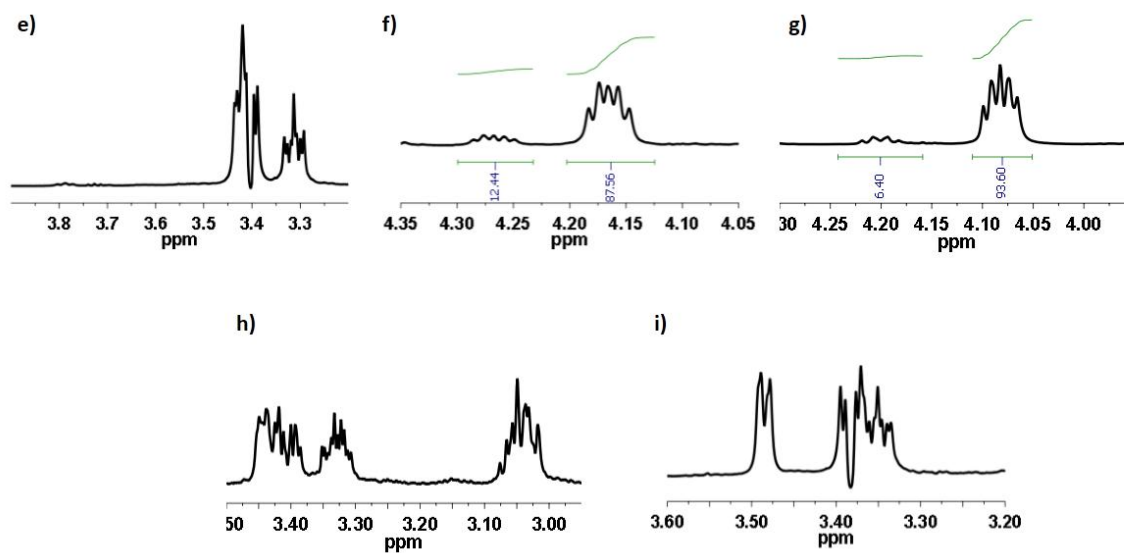 e)
3.8 3.7 3.6 3.5 3.4 3.3
ppm
f)
12.44
87.56
4.35 4.30 4.25 4.20 4.15 4.10 4.05
ppm
g)
6.40
93.60
30 4.20 4.15 4.10 4.05 4.00
ppm
h)
50 3.40 3.30 3.20 3.10 3.00
ppm
i)
3.60 3.50 3.40 3.30 3.20
ppm